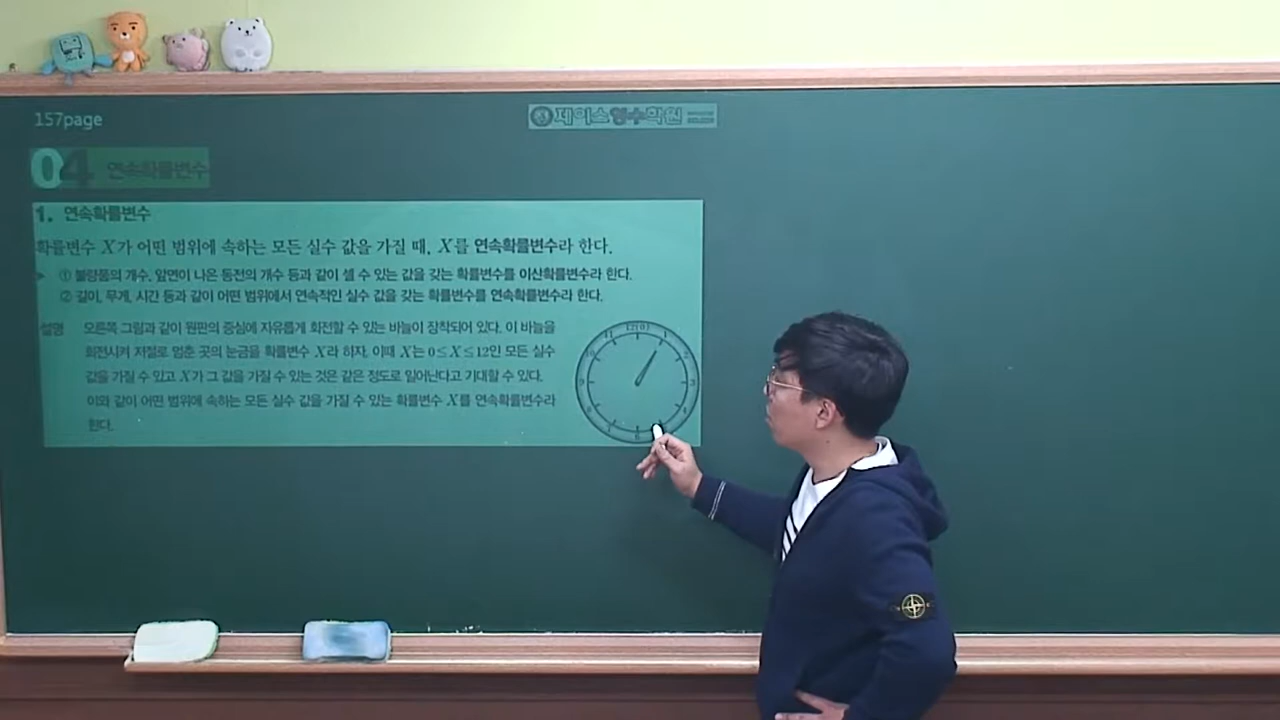 157page
제이스영수학원
04 연속확률변수
1. 연속확률변수
확률변수 X가 어떤 범위에 속하는 모든 실수 값을 가질 때, X를 연속확률변수라 한다.
① 불량품의 개수, 앞면이 나온 동전의 개수 등과 같이 셀 수 있는 값을 갖는 확률변수를 이산확률변수라 한다.
② 길이, 무게, 시간 등과 같이 어떤 범위에서 연속적인 실수 값을 갖는 확률변수를 연속확률변수라 한다.
설명 오른쪽 그림과 같이 원판의 중심에 자유롭게 회전할 수 있는 바늘이 장착되어 있다. 이 바늘을
회전시켜 저절로 멈춘 곳의 눈금을 확률변수 X라 하자. 이때 X는 0≤X≤12인 모든 실수
값을 가질 수 있고 X가 그 값을 가질 수 있는 것은 같은 정도로 일어난다고 기대할 수 있다.
이와 같이 어떤 범위에 속하는 모든 실수 값을 가질 수 있는 확률변수 X를 연속확률변수라
한다.
12(0)